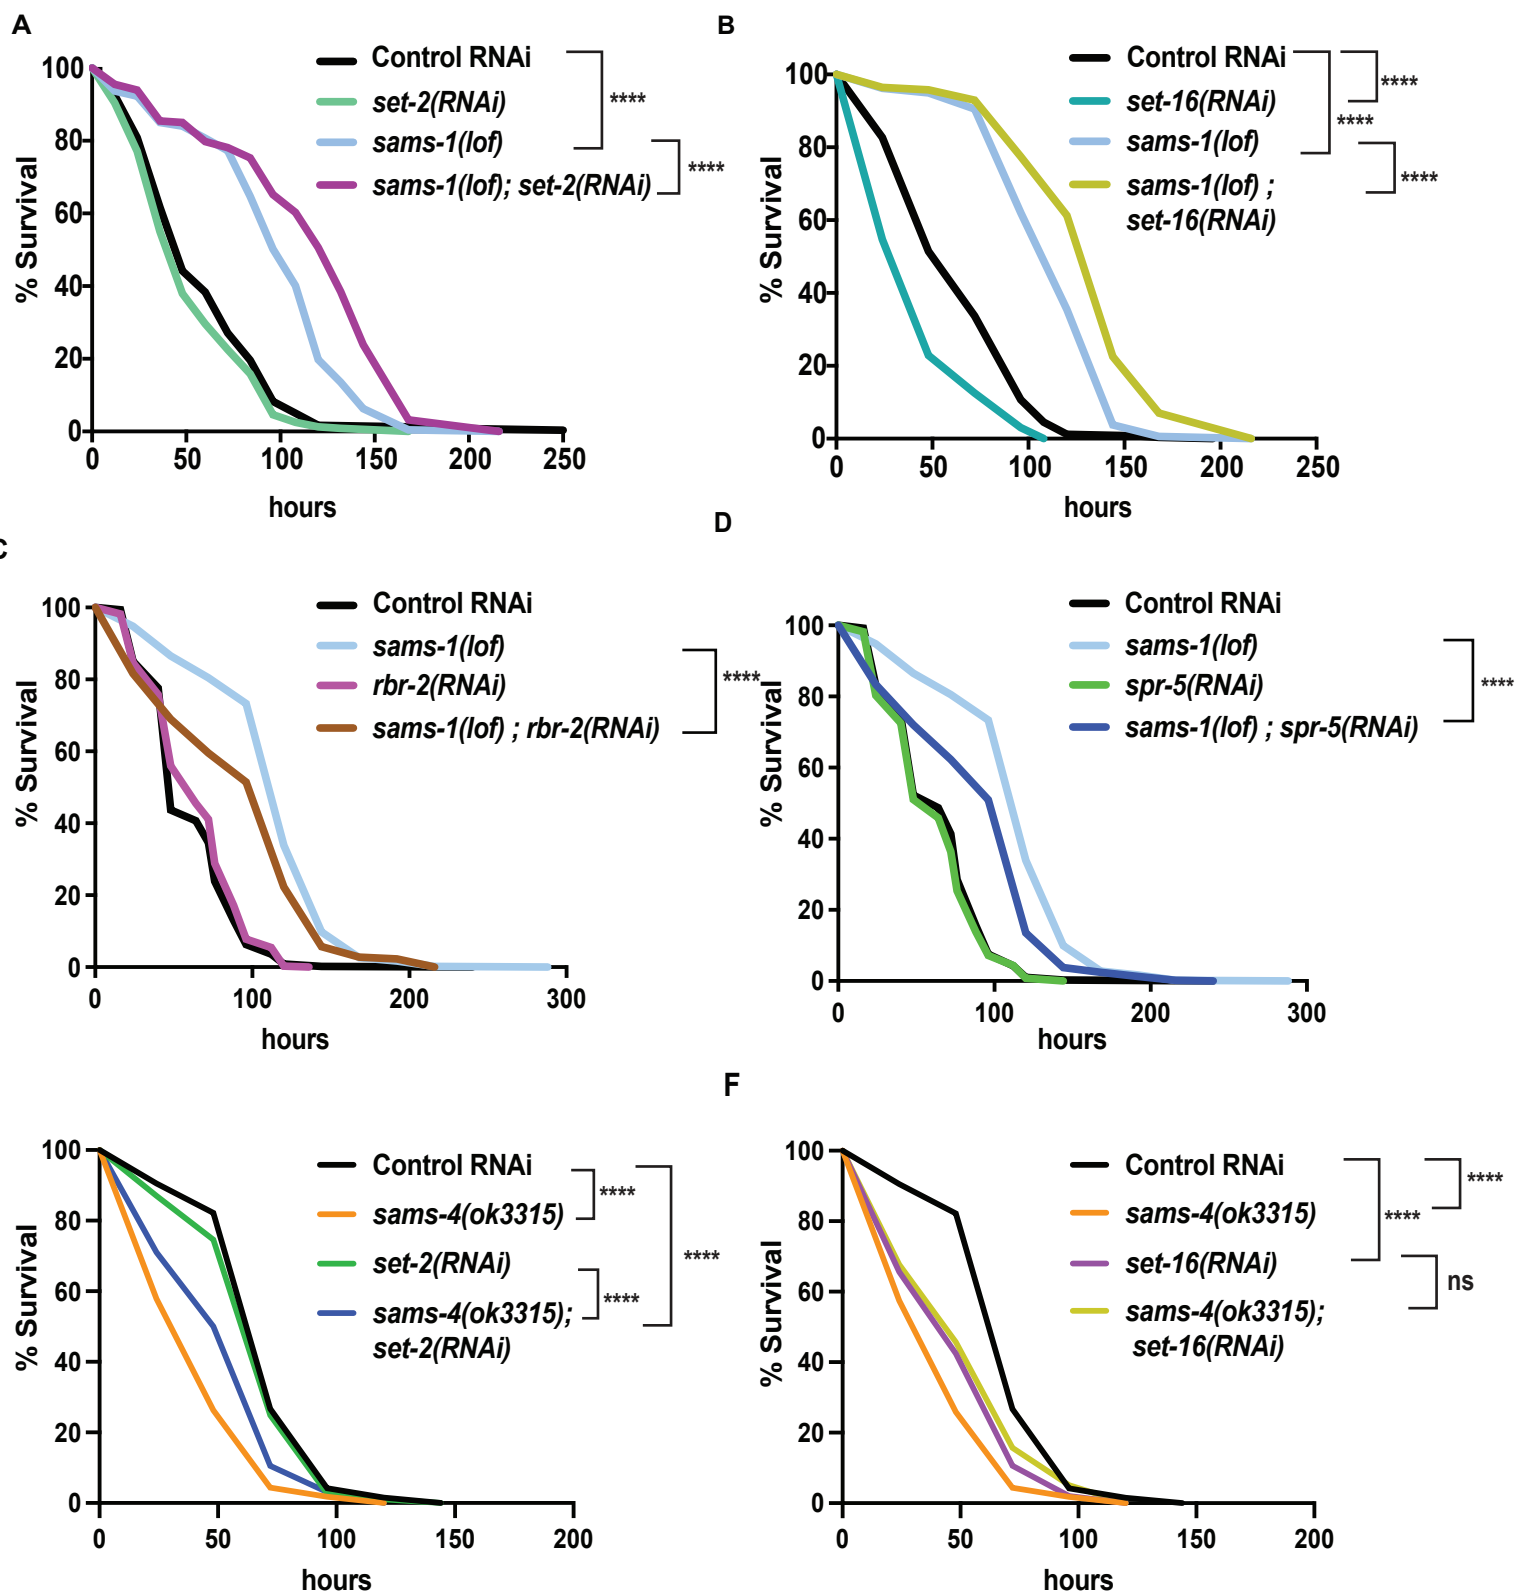 A
Control RNAi
set-2(RNAi)
sams-1(lof)
sams-1(lof); set-2(RNAi)
****
****
% Survival
100
80
60
40
20
0
0 50 100 150 200 250
hours
B
Control RNAi
set-16(RNAi)
sams-1(lof)
sams-1(lof) ;
set-16(RNAi)
****
****
****
% Survival
100
80
60
40
20
0
0 50 100 150 200 250
hours
C
Control RNAi
sams-1(lof)
rbr-2(RNAi)
sams-1(lof) ; rbr-2(RNAi)
****
% Survival
100
80
60
40
20
0
0 100 200 300
hours
D
Control RNAi
sams-1(lof)
spr-5(RNAi)
sams-1(lof) ; spr-5(RNAi)
****
% Survival
100
80
60
40
20
0
0 100 200 300
hours
Control RNAi
sams-4(ok3315)
set-2(RNAi)
sams-4(ok3315);
set-2(RNAi)
****
****
****
% Survival
100
80
60
40
20
0
0 50 100 150 200
hours
F
Control RNAi
sams-4(ok3315)
set-16(RNAi)
sams-4(ok3315);
set-16(RNAi)
****
****
ns
% Survival
100
80
60
40
20
0
0 50 100 150 200
hours